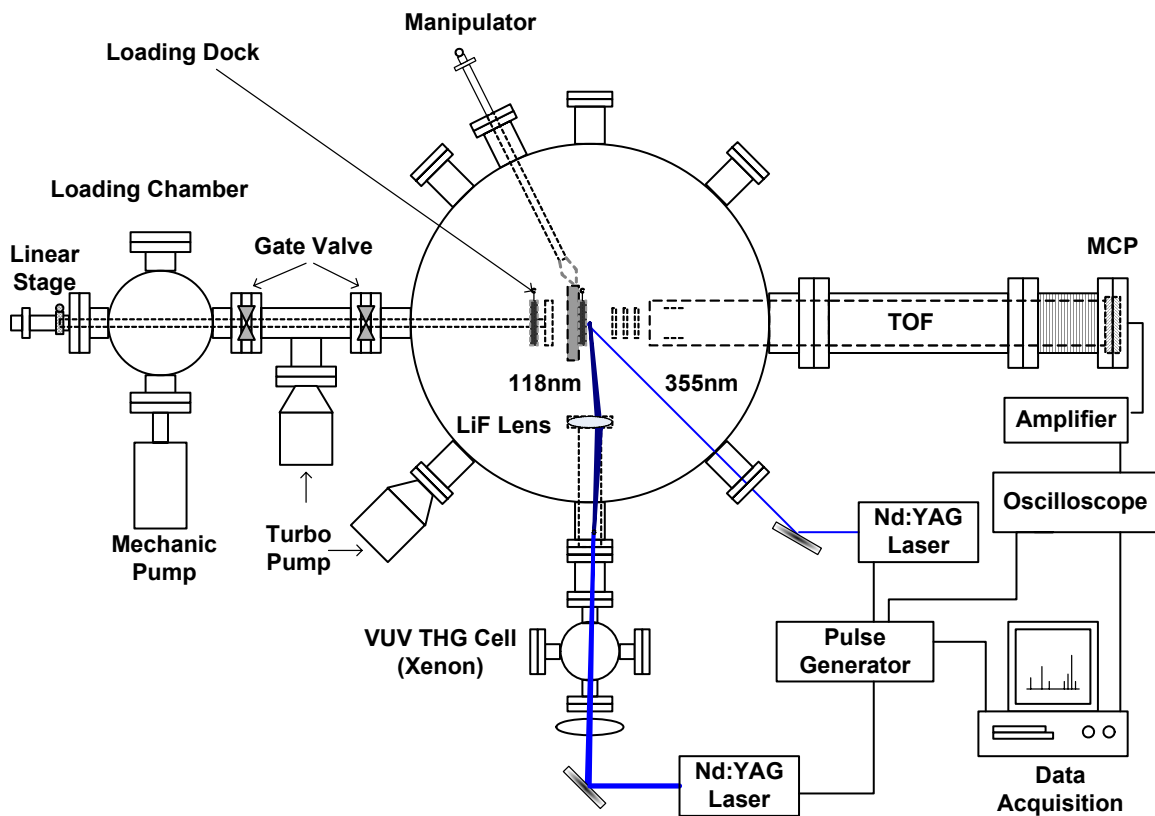 Manipulator
Loading Dock
Loading Chamber
Linear
Stage
Gate Valve
MCP
TOF
118nm
355nm
LiF Lens
Amplifier
Oscilloscope
Nd:YAG
Laser
Mechanic
Pump
Turbo
Pump
VUV THG Cell
(Xenon)
Pulse
Generator
Nd:YAG
Laser
Data
Acquisition